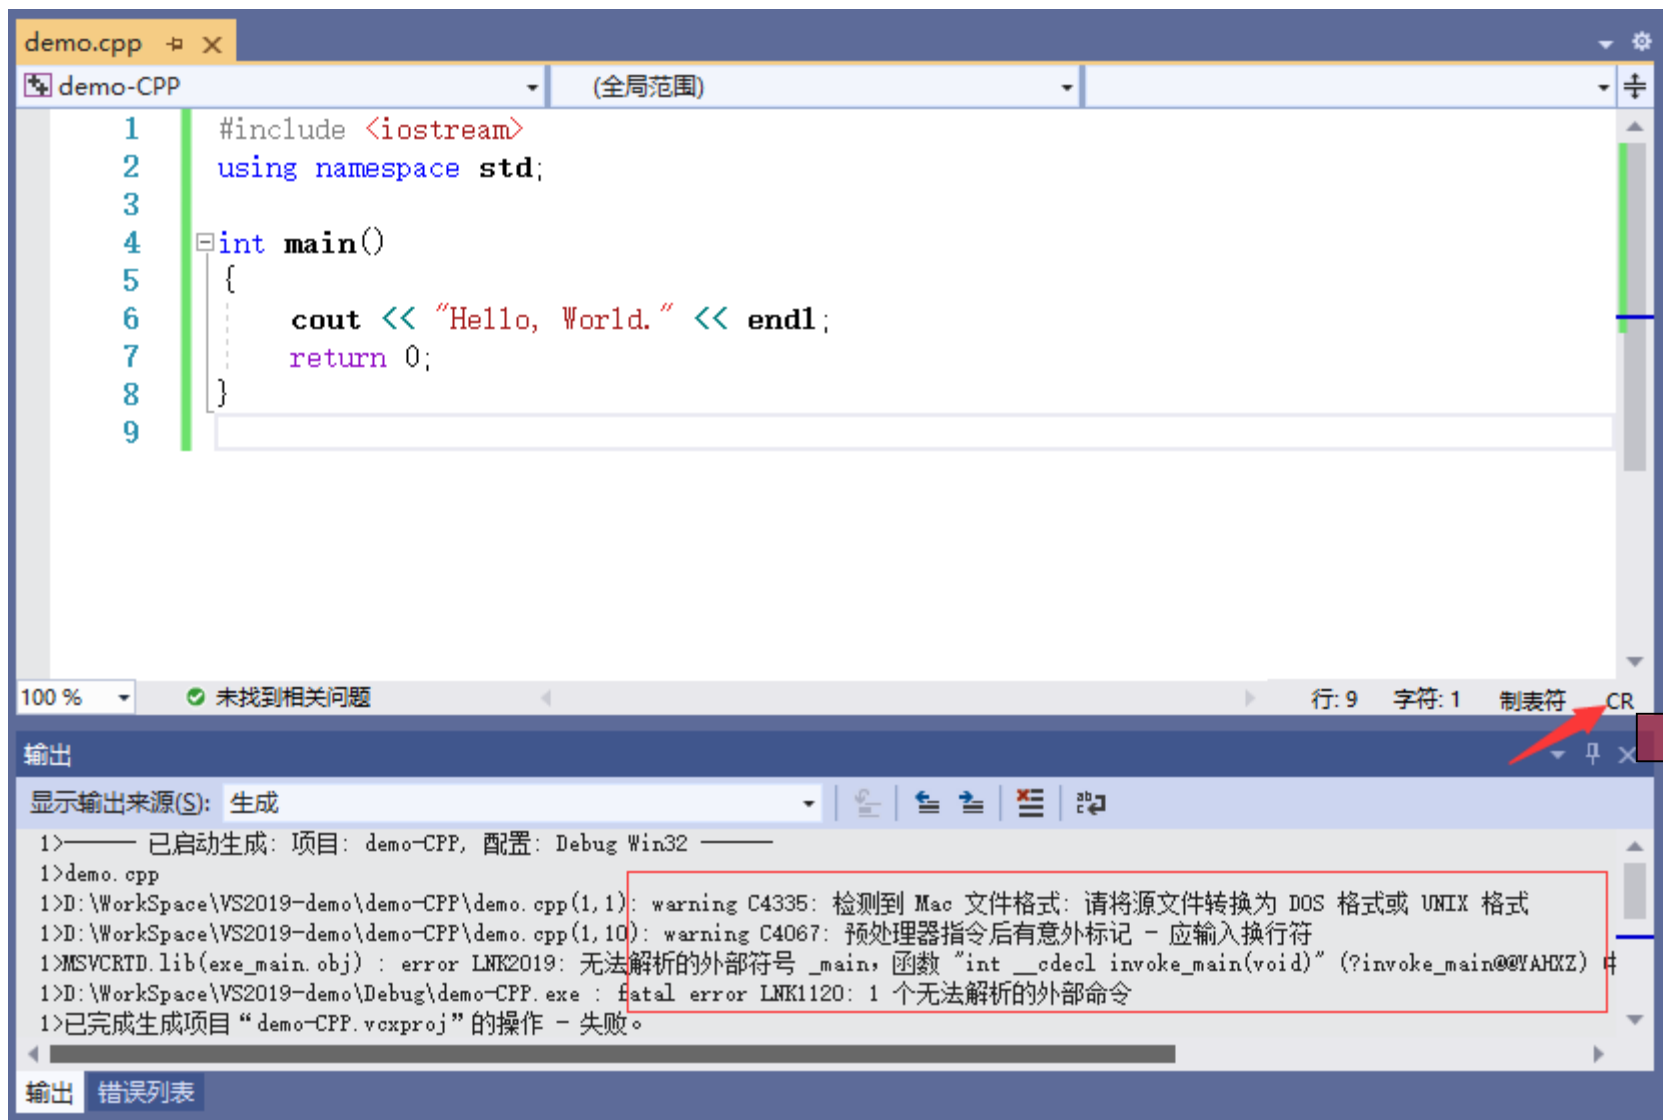 demo.cpp
demo-CPP (全局范围)
1 #include <iostream>
2 using namespace std;
3
4 int main()
5 {
6 cout << "Hello, World." << endl;
7 return 0;
8 }
9
100 % 未找到相关问题 行: 9 字符: 1 制表符 CR
输出
显示输出来源(S): 生成
1>------ 已启动生成: 项目: demo-CPP, 配置: Debug Win32 ------
1>demo.cpp
1>D:\WorkSpace\VS2019-demo\demo-CPP\demo.cpp(1,1): warning C4335: 检测到 Mac 文件格式: 请将源文件转换为 DOS 格式或 UNIX 格式
1>D:\WorkSpace\VS2019-demo\demo-CPP\demo.cpp(1,10): warning C4067: 预处理器指令后有意外标记 - 应输入换行符
1>MSVCRTD.lib(exe_main.obj) : error LNK2019: 无法解析的外部符号 _main，函数 "int __cdecl invoke_main(void)" (?invoke_main@@YAHXZ)
1>D:\WorkSpace\VS2019-demo\Debug\demo-CPP.exe : fatal error LNK1120: 1 个无法解析的外部命令
1>已完成生成项目“demo-CPP.vcxproj”的操作 - 失败。
输出 错误列表